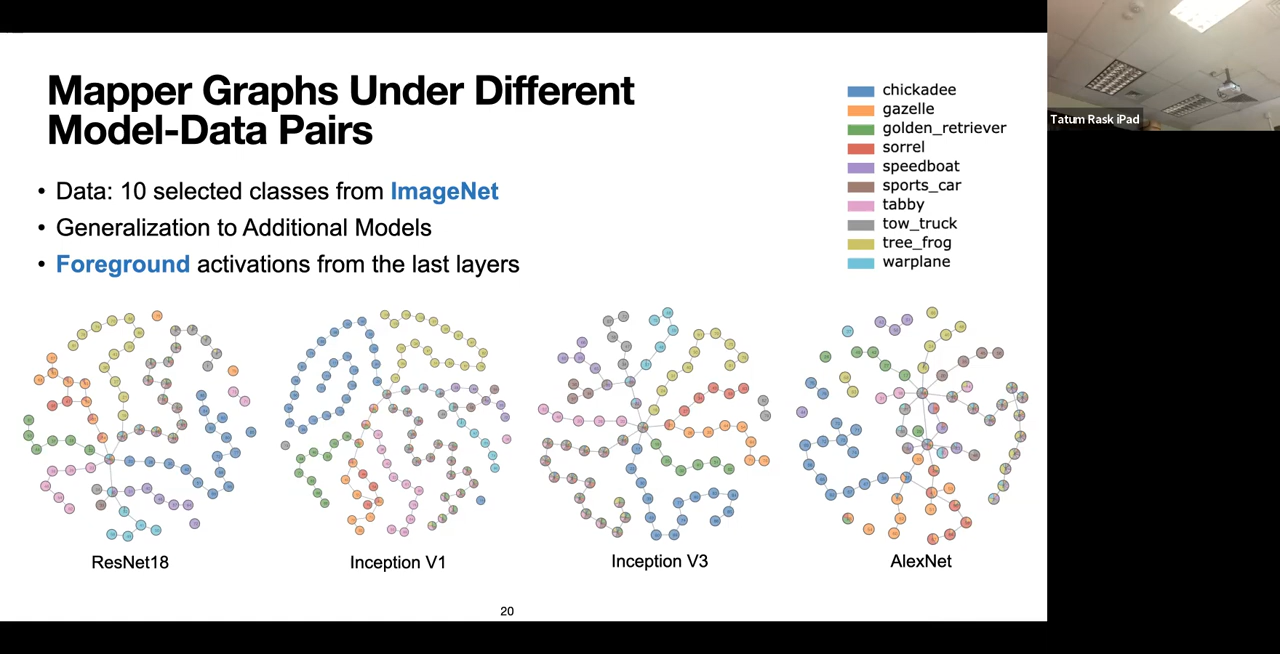 Mapper Graphs Under Different
Model-Data Pairs
• Data: 10 selected classes from ImageNet
• Generalization to Additional Models
• Foreground activations from the last layers
chickadee
gazelle
golden_retriever
sorrel
speedboat
sports_car
tabby
tow_truck
tree_frog
warplane
Tatum Rask iPad
ResNet18
Inception V1
Inception V3
AlexNet
20